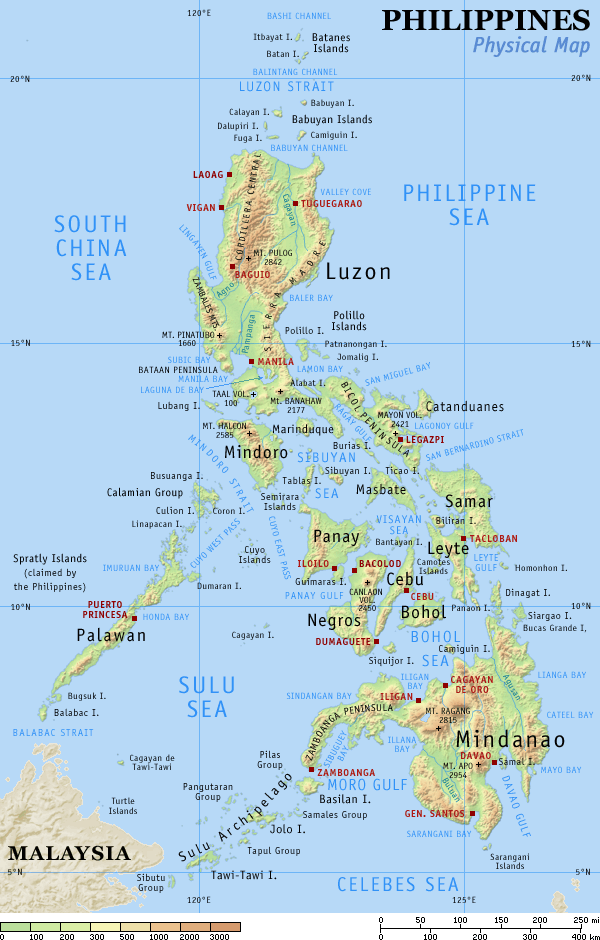 PHILIPPINES
Physical Map
120°E
BASHI CHANNEL
Itbayat I.
Batanes
Islands
Batan I.
BALINTANG CHANNEL
20°N
20°N
LUZON STRAIT
Babuyan I.
Calayan I.
Babuyan Islands
Dalupiri I.
Camiguin I.
Fuga I.
BABUYAN CHANNEL
LAOAG
CORDILLERA CENTRAL
Cagayan
VALLEY COVE
VIGAN
TUGUEGARAO
PHILIPPINE
SEA
SOUTH
CHINA
SEA
LINGAYEN GULF
MT. PULOG
2842
BAGUIO
SIERRA MADRE
Luzon
Agno
ZAMBALES MTS.
BALER BAY
Pampanga
Polillo
Islands
Polillo I.
MT. PINATUBO
1660
15°N
15°N
Patnanongan I.
Jomalig I.
SUBIC BAY
MANILA
BATAAN PENINSULA
LAMON BAY
MANILA BAY
SAN MIGUEL BAY
LAGUNA DE BAY
Alabat I.
TAAL VOL.
100
Mt. BANAHAW
2177
BICOL PENINSULA
Lubang I.
MAYON VOL.
2421
Catanduanes
RAGAY GULF
LAGONOY GULF
MT. HALCON
2585
Marinduque
LEGAZPI
Mindoro
Burias I.
SAN BERNARDINO STRAIT
MINDORO STRAIT
SIBUYAN
SEA
Sibuyan I.
Ticao I.
Busuanga I.
Tablas I.
Masbate
Calamian Group
Semirara
Islands
Samar
Culion I.
Coron I.
Linapacan I.
CUYO WEST PASS
CUYO EAST PASS
VISAYAN
SEA
Biliran I.
Panay
TACLOBAN
Bantayan I.
Leyte
Spratly Islands
(claimed by
the Philippines)
Cuyo
Islands
IMURUAN BAY
ILOILO
BACOLOD
Camotes
Islands
LEYTE
GULF
Homonhon I.
Guimaras I.
Cebu
Dumaran I.
PANAY GULF
CANLAON
VOL.
2450
CEBU
Dinagat I.
PUERTO
PRINCESA
10°N
Panaon I.
10°N
HONDA BAY
Negros
Bohol
Siargao I.
Bucas Grande I,
Palawan
Cagayan I.
DUMAGUETE
BOHOL
SEA
Camiguin I.
Siquijor I.
ILIGAN
BAY
CAGAYAN
DE ORO
Agusan
LIANGA BAY
SULU
SEA
Bugsuk I.
SINDANGAN BAY
ILIGAN
Balabac I.
ZAMBOANGA PENINSULA
MT. RAGANG
2815
CATEEL BAY
BALABAC STRAIT
SIBUGUEY
BAY
ILLANA
BAY
Mindanao
Cagayan de
Tawi-Tawi
Pilas
Group
DAVAO
Samal I.
MT. APO
2954
MAYO BAY
ZAMBOANGA
MORO GULF
Buluan
DAVAO GULF
Pangutaran
Group
Turtle
Islands
Basilan I.
Samales Group
GEN. SANTOS
Sulu Archipelago
Jolo I.
SARANGANI BAY
MALAYSIA
Tapul Group
Sarangani
Islands
5°N
Tawi-Tawi I.
5°N
Sibutu
Group
CELEBES SEA
120°E
125°E
0 50 100 150 200 250 mi
0 100 200 300 400 km
100 200 300 500 1000 2000 3000